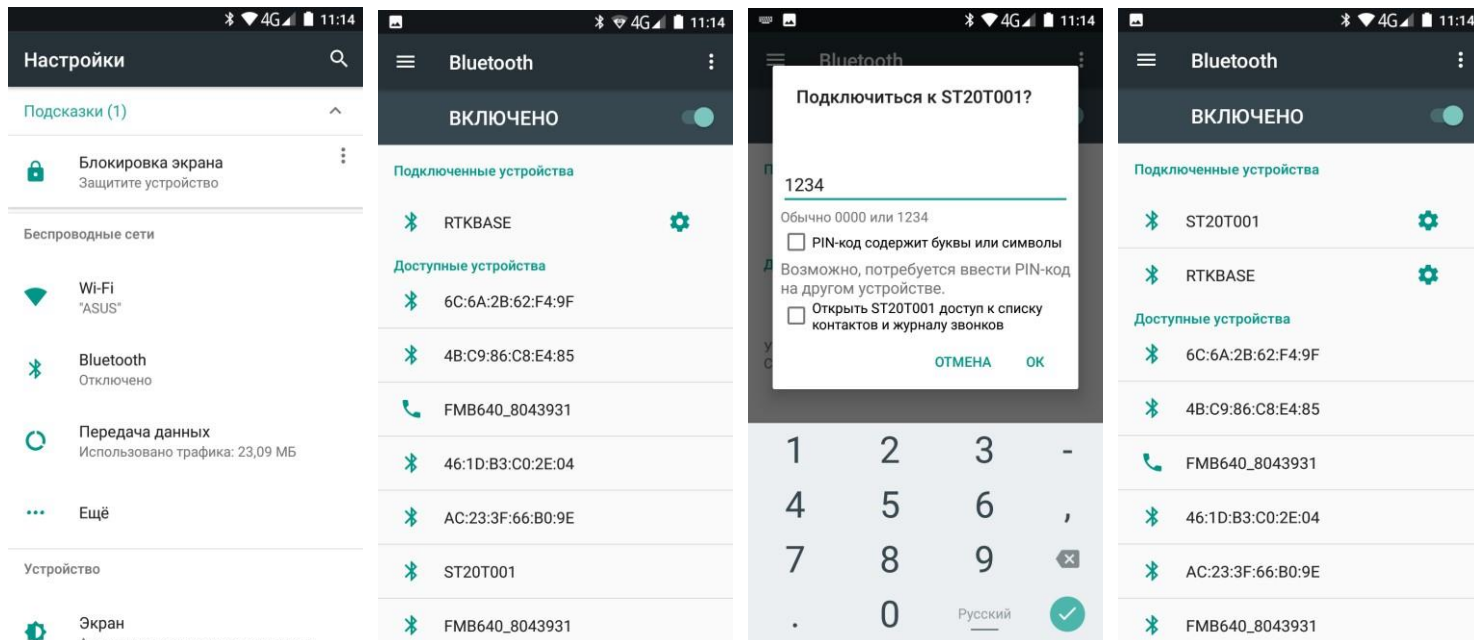 4G 11:14
Настройки
Подсказки (1)
Блокировка экрана
Защитите устройство
Беспроводные сети
Wi-Fi
"ASUS"
Bluetooth
Отключено
Передача данных
Использовано трафика: 23,09 МБ
Ещё
Устройство
Экран
4G 11:14
Bluetooth
ВКЛЮЧЕНО
Подключенные устройства
RTKBASE
Доступные устройства
6C:6A:2B:62:F4:9F
4B:C9:86:C8:E4:85
FMB640_8043931
46:1D:B3:C0:2E:04
AC:23:3F:66:B0:9E
ST20T001
FMB640_8043931
4G 11:14
Bluetooth
Подключиться к ST20T001?
1234
Обычно 0000 или 1234
PIN-код содержит буквы или символы
Возможно, потребуется ввести PIN-код
на другом устройстве.
Открыть ST20T001 доступ к списку
контактов и журналу звонков
ОТМЕНА ОК
1 2 3 -
4 5 6 ,
7 8 9
. 0 Русский
4G 11:14
Bluetooth
ВКЛЮЧЕНО
Подключенные устройства
ST20T001
RTKBASE
Доступные устройства
6C:6A:2B:62:F4:9F
4B:C9:86:C8:E4:85
FMB640_8043931
46:1D:B3:C0:2E:04
AC:23:3F:66:B0:9E
FMB640_8043931